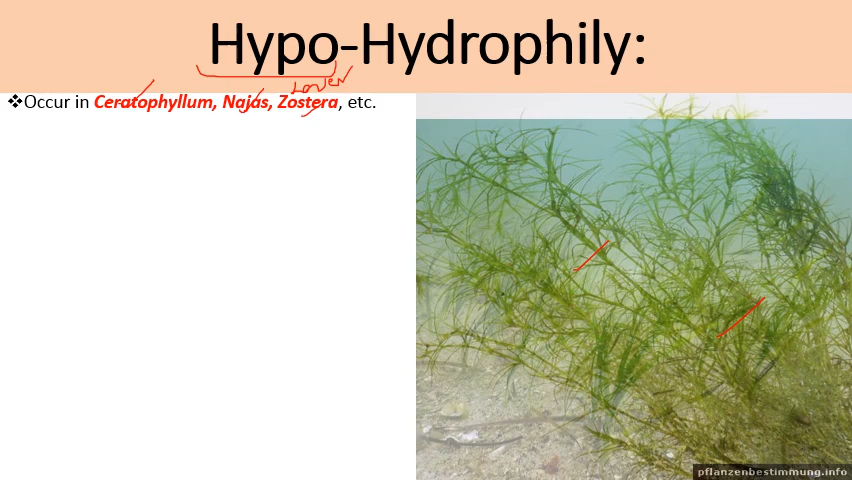 Hypo-Hydrophily:
Lower
❖Occur in Ceratophyllum, Najas, Zostera, etc.
pflanzenbestimmung.info